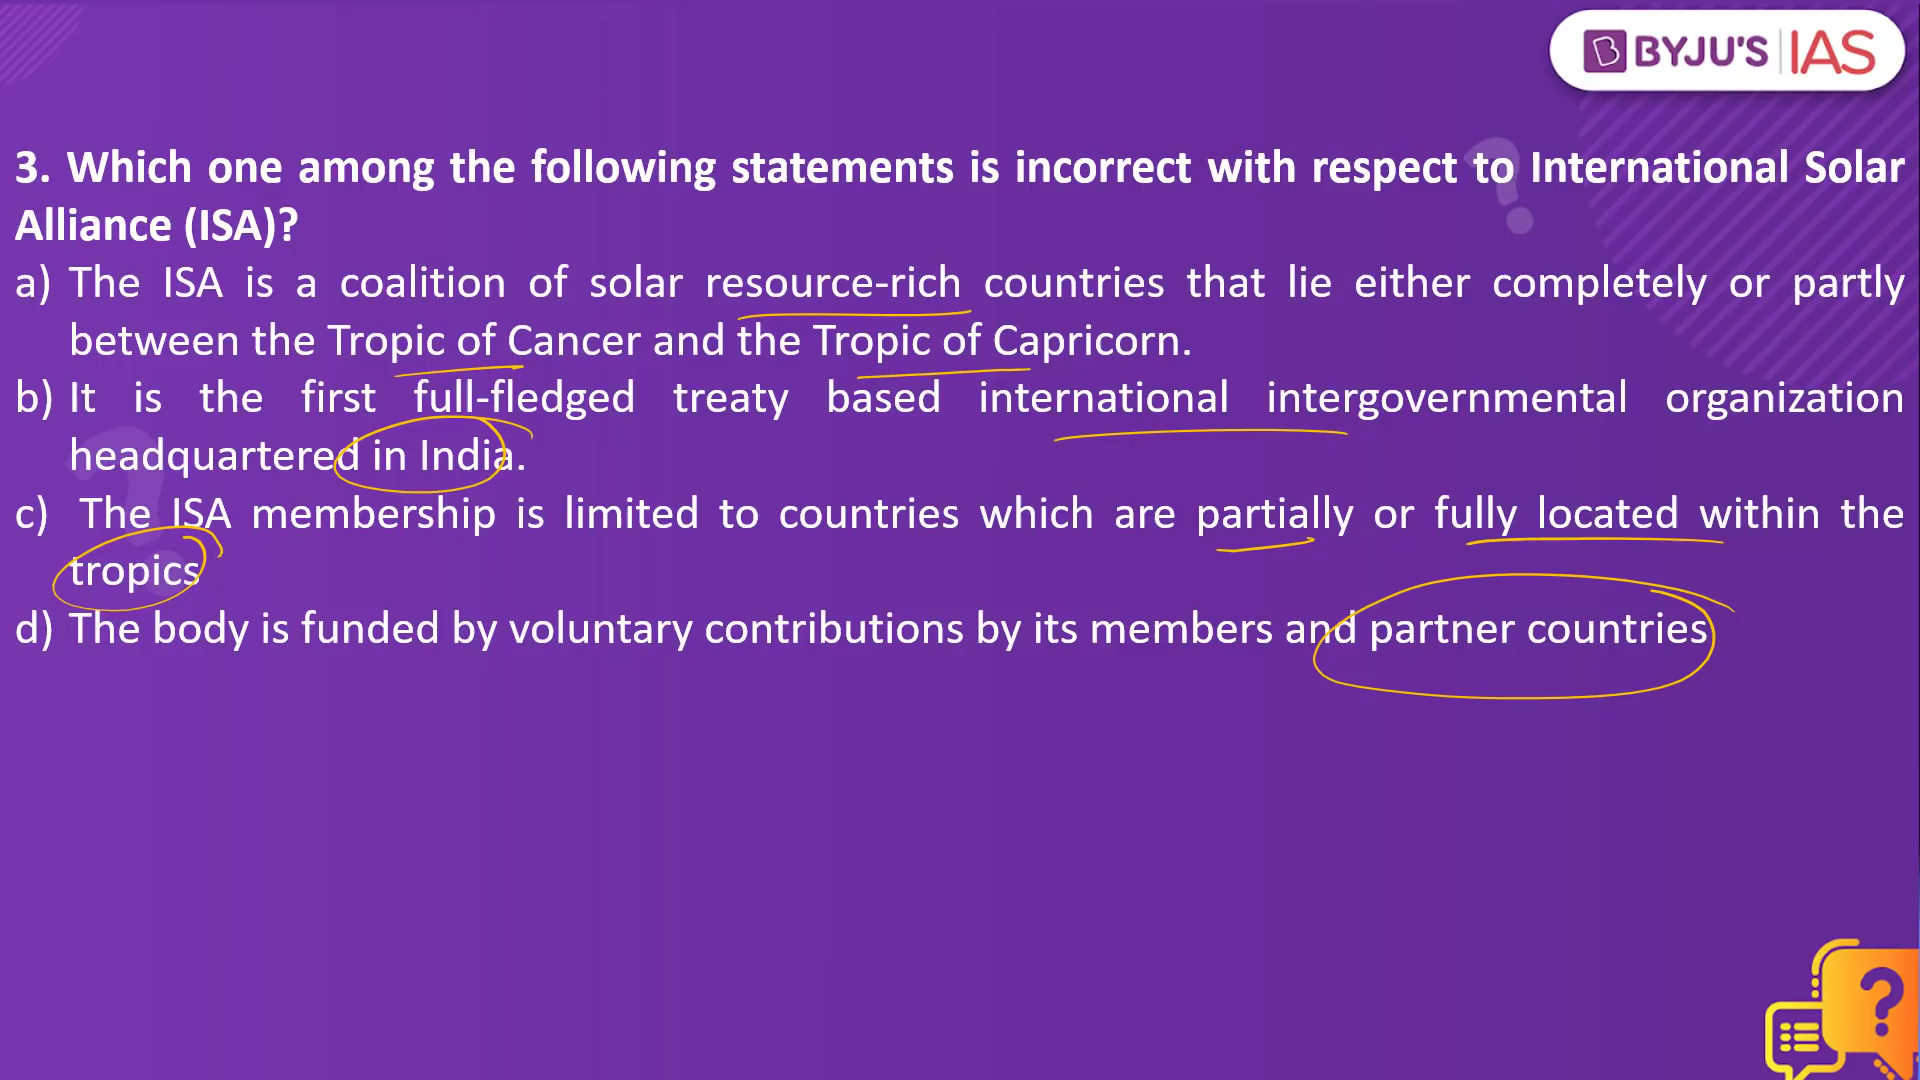 BYJU'S IAS
3. Which one among the following statements is incorrect with respect to International Solar
Alliance (ISA)?
a) The ISA is a coalition of solar resource-rich countries that lie either completely or partly
between the Tropic of Cancer and the Tropic of Capricorn.
b) It is the first full-fledged treaty based international intergovernmental organization
headquartered in India.
c) The ISA membership is limited to countries which are partially or fully located within the
tropics
d) The body is funded by voluntary contributions by its members and partner countries